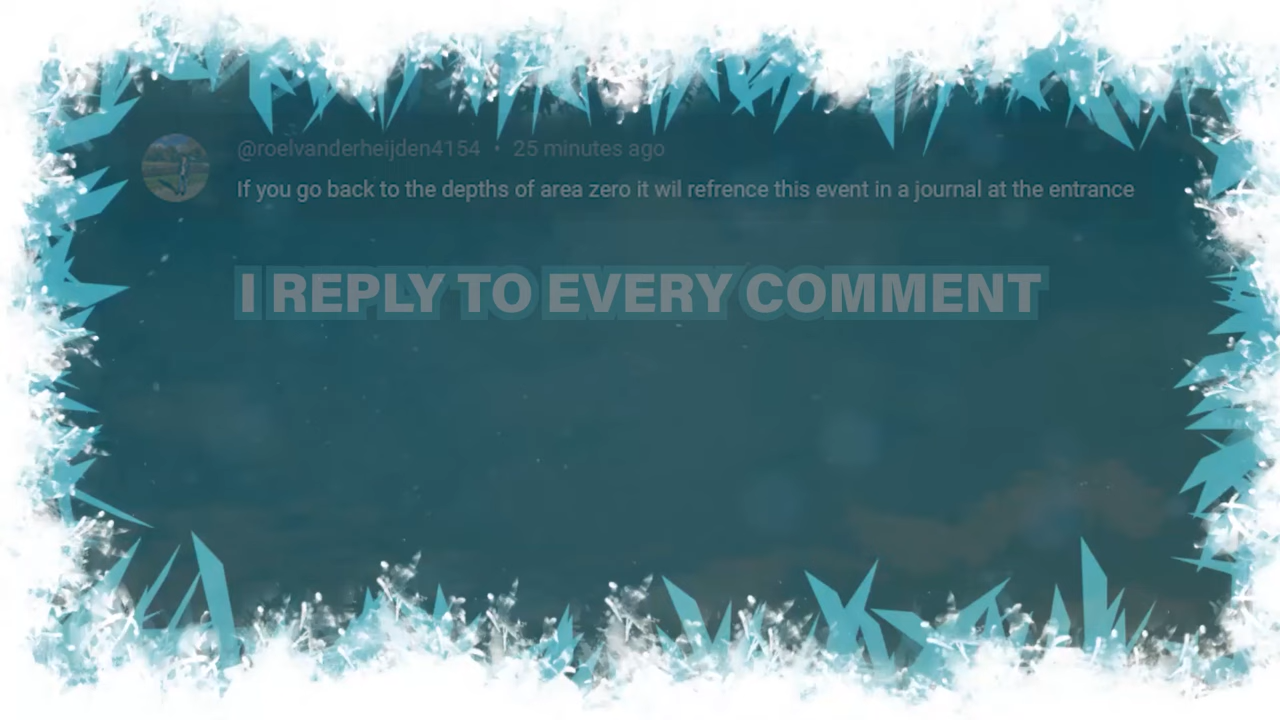 @roelvanderheijden4154 • 25 minutes ago
If you go back to the depths of area zero it wil refrence this event in a journal at the entrance
I REPLY TO EVERY COMMENT